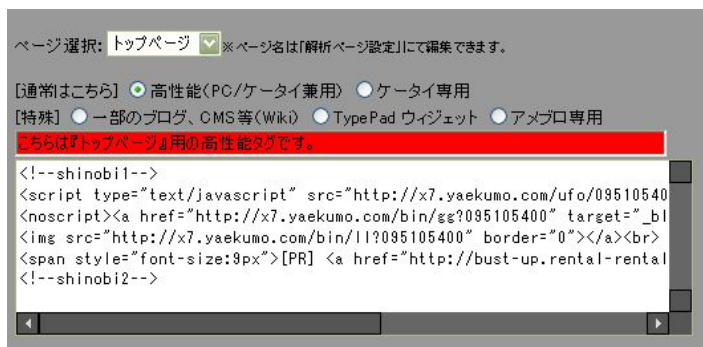 ページ選択: トップページ ※ページ名は「解析ページ設定」にて編集できます。
[通常はこちら] 高性能(PC/ケータイ兼用) ケータイ専用
[特殊] 一部のブログ、CMS等(Wiki) TypePad ウィジェット アメブロ専用
こちらは『トップページ』用の高性能タグです。
<!--shinobi1-->
<script type="text/javascript" src="http://x7.yaekumo.com/ufo/09510540
<noscript><a href="http://x7.yaekumo.com/bin/gg?095105400" target="_bl
<img src="http://x7.yaekumo.com/bin/ll?095105400" border="0"></a><br>
<span style="font-size:9px">[PR] <a href="http://bust-up.rental-rental
<!--shinobi2-->